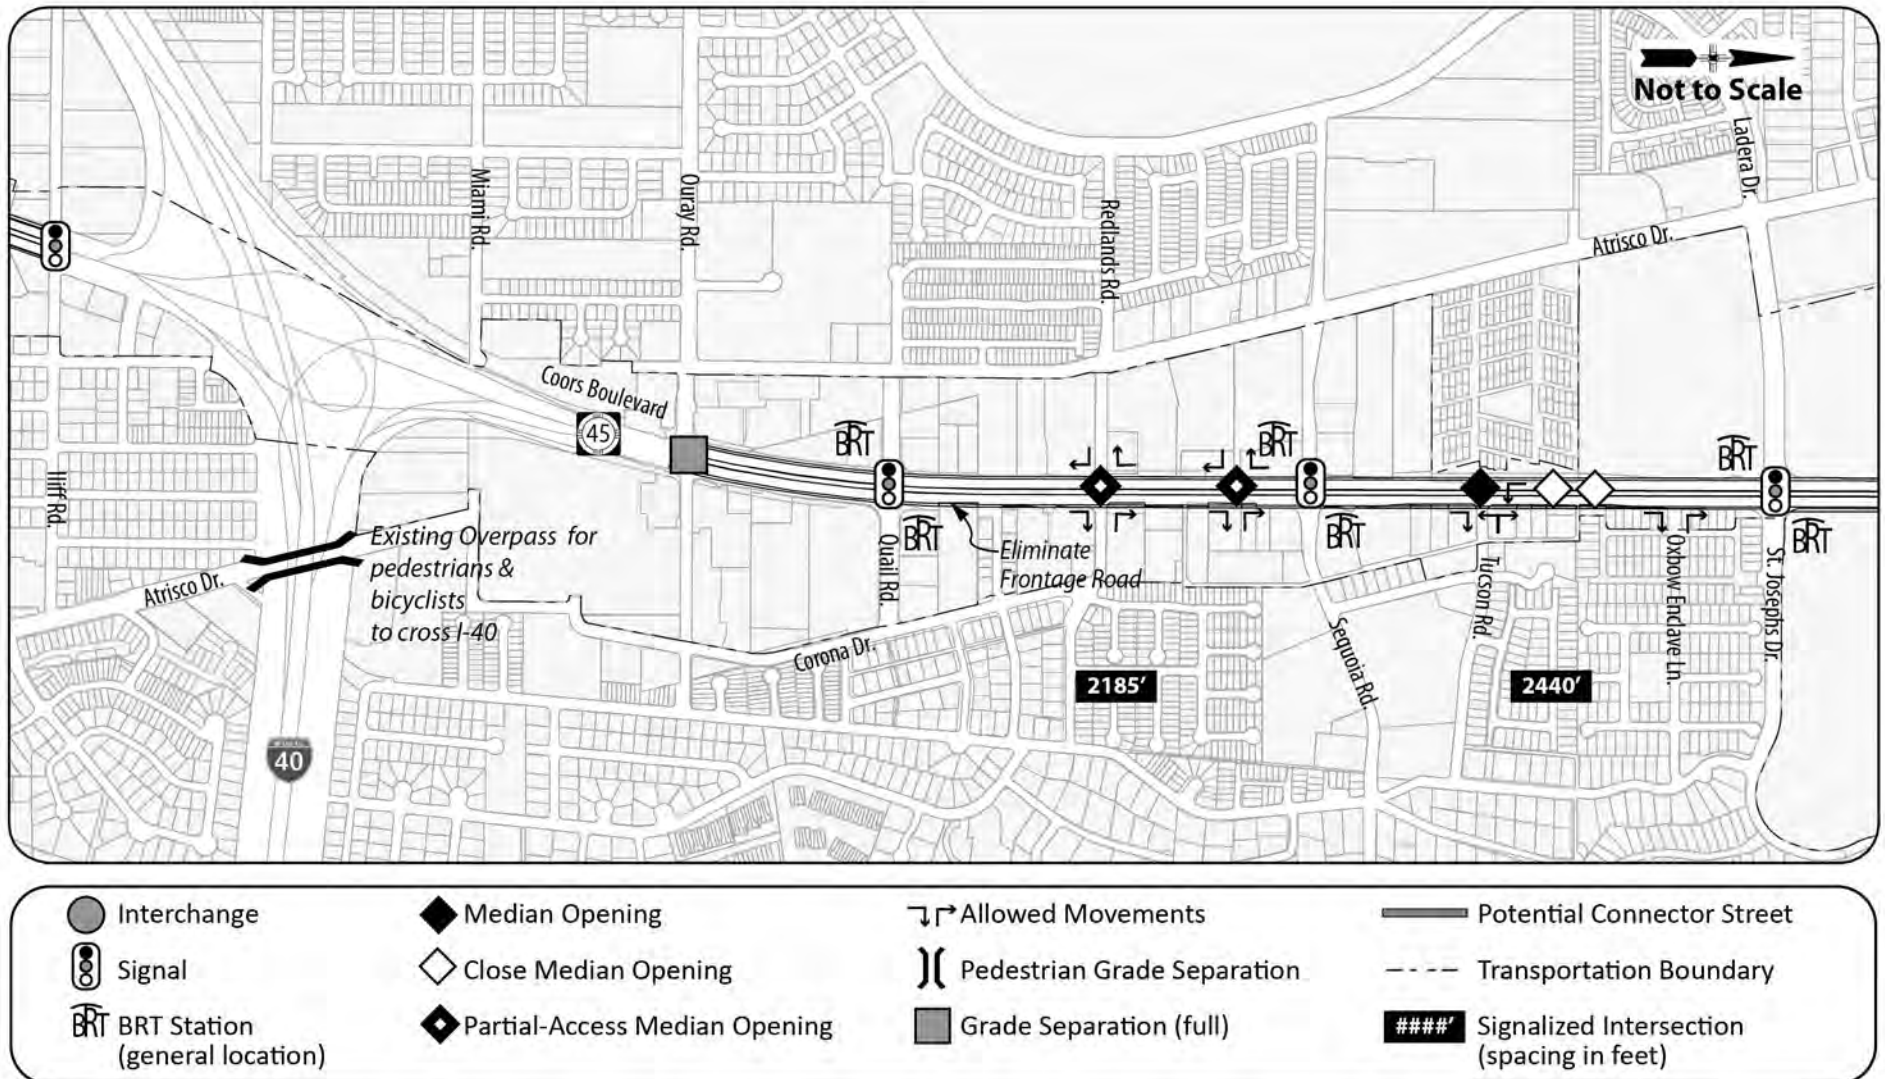 Not to Scale
Ladera Dr.
Miami Rd.
Ouray Rd.
Redlands Rd.
Atrisco Dr.
Coors Boulevard
45
BRT
BRT
BRT
Iliff Rd.
Existing Overpass for
pedestrians &
bicyclists
to cross I-40
Atrisco Dr.
Quail Rd.
BRT
Eliminate
Frontage Road
BRT
BRT
Tucson Rd.
Oxbow Enclave Ln.
St. Josephs Dr.
Corona Dr.
Sequoia Rd.
2185'
2440'
40
Interchange
Signal
BRT BRT Station
(general location)
Median Opening
Close Median Opening
Partial-Access Median Opening
Allowed Movements
Pedestrian Grade Separation
Grade Separation (full)
Potential Connector Street
Transportation Boundary
####' Signalized Intersection
(spacing in feet)